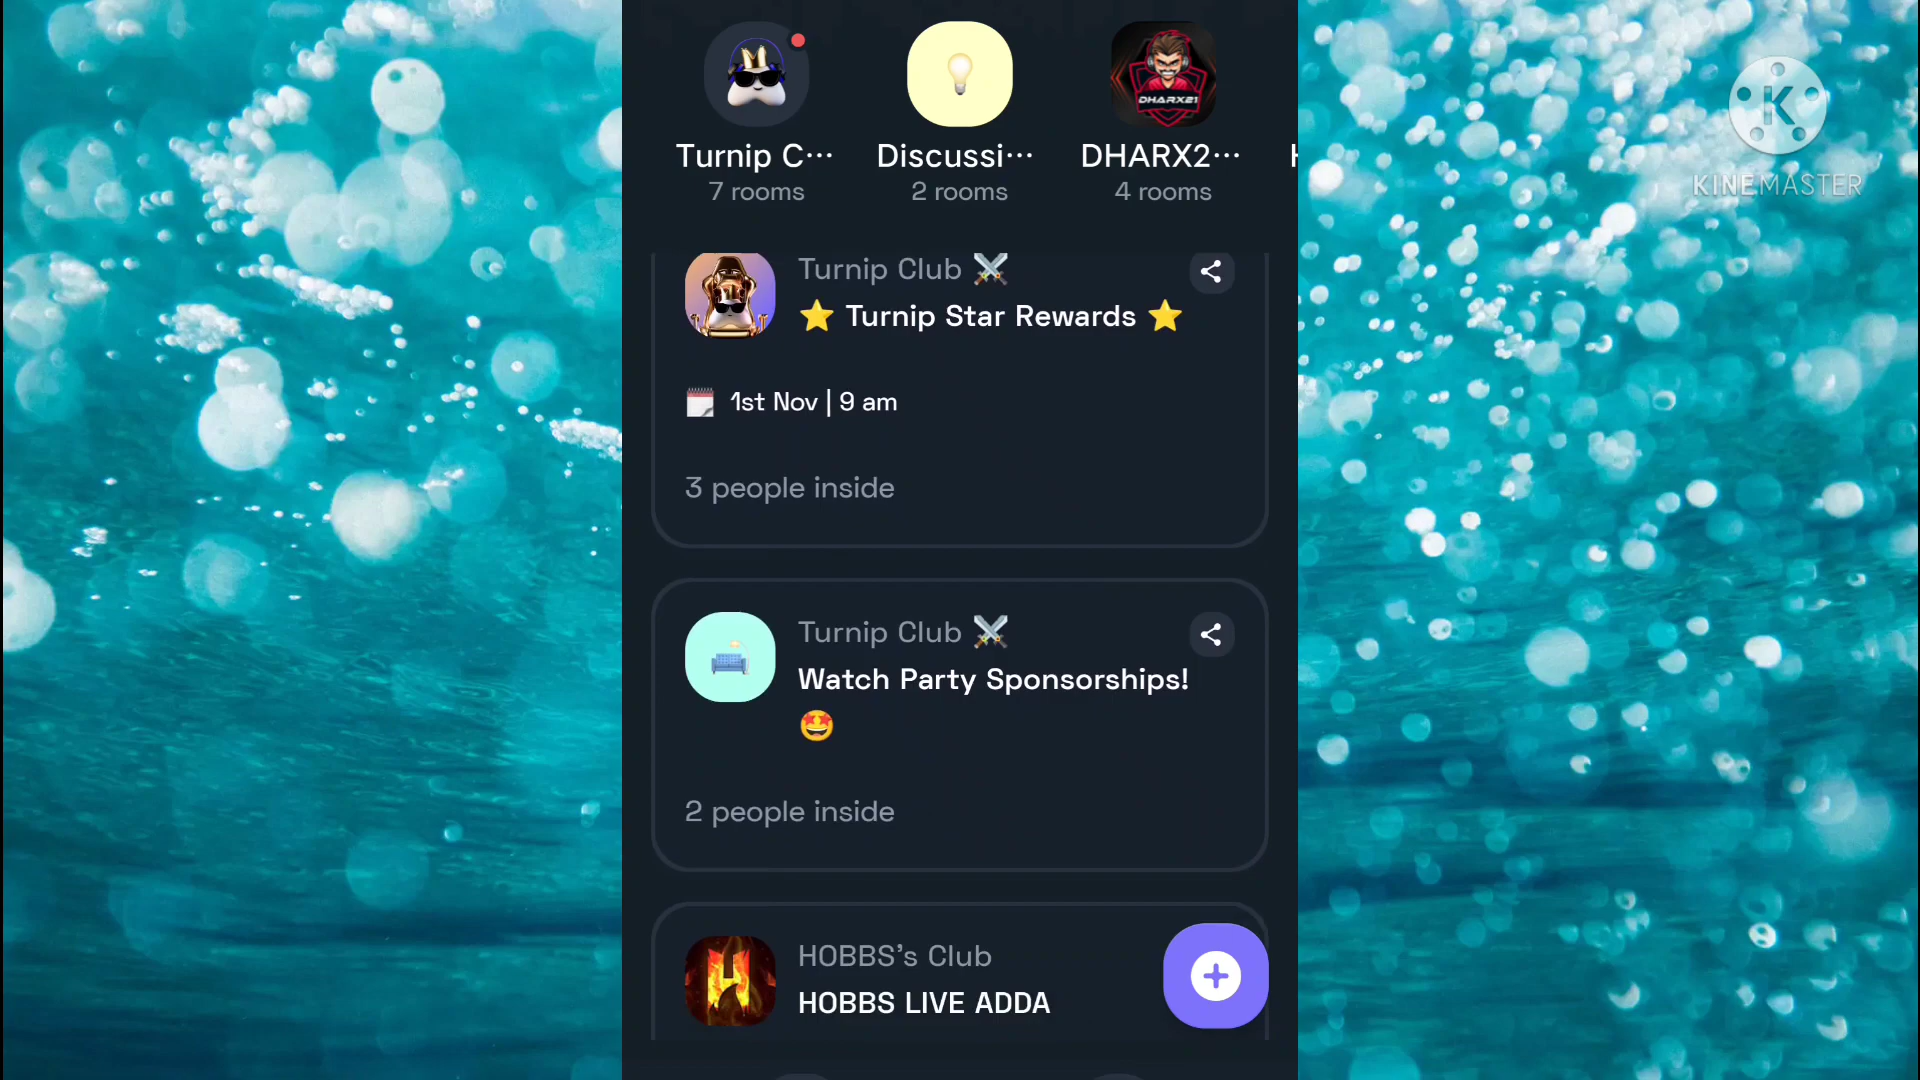 Turnip C···
Discussi···
DHARX2···
7 rooms
2 rooms
4 rooms
DHARX21
KINEMASTER
Turnip Club ⚔️
⭐ Turnip Star Rewards ⭐
1st Nov | 9 am
3 people inside
Turnip Club ⚔️
Watch Party Sponsorships!
🤩
2 people inside
HOBBS's Club
HOBBS LIVE ADDA